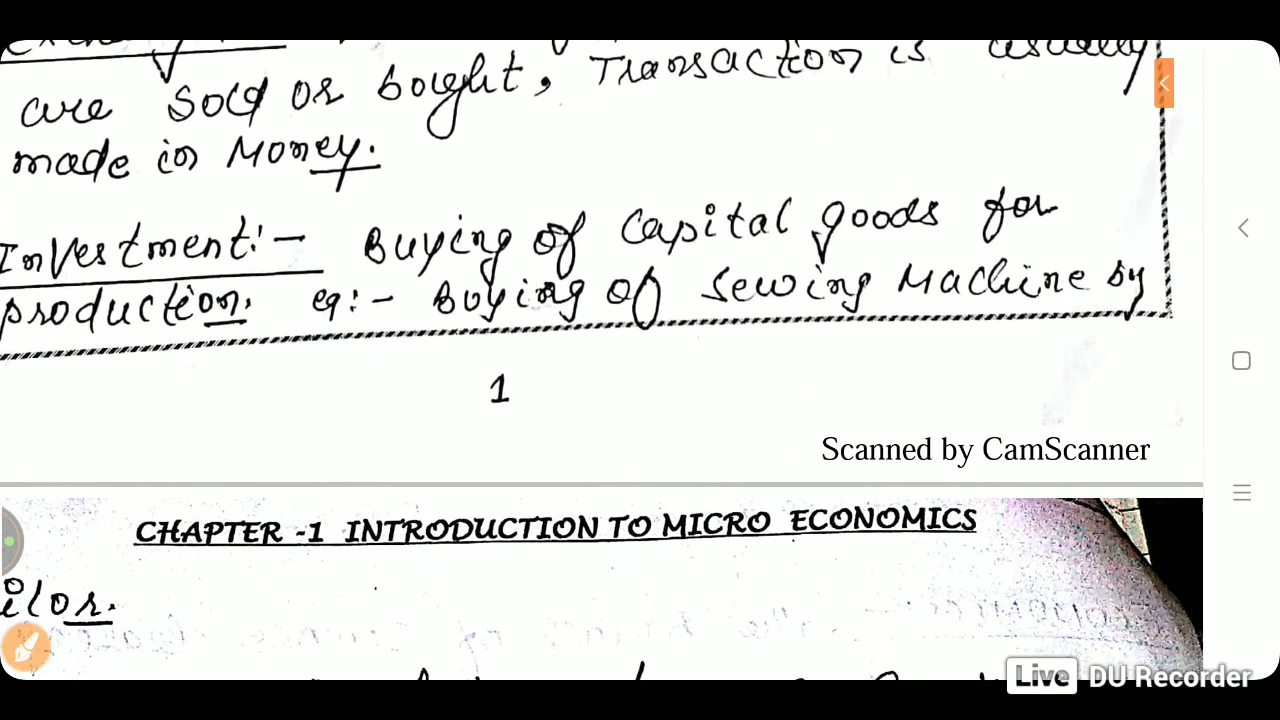 are sold or bought, Transaction is usually
made in Money.
Investment:- Buying of Capital goods for
production. eg:- Buying of Sewing Machine by
1
Scanned by CamScanner
CHAPTER -1 INTRODUCTION TO MICRO ECONOMICS
ilor.
Live DU Recorder